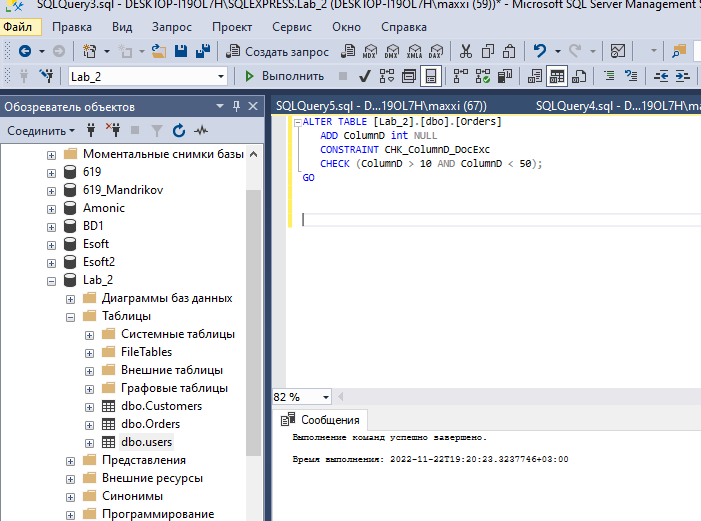 SQLQuery3.sql - DESKTOP-I19OL7H\SQLEXPRESS.Lab_2 (DESKTOP-I19OL7H\maxxi (59))* - Microsoft SQL Server Management S
Файл Правка Вид Запрос Проект Сервис Окно Справка
Создать запрос MDX DMX XMLA DAX
Lab_2 Выполнить
Обозреватель объектов
Соединить
Моментальные снимки базы
619
619_Mandrikov
Amonic
BD1
Esoft
Esoft2
Lab_2
Диаграммы баз данных
Таблицы
Системные таблицы
FileTables
Внешние таблицы
Графовые таблицы
dbo.Customers
dbo.Orders
dbo.users
Представления
Внешние ресурсы
Синонимы
Программирование
SQLQuery5.sql - D...19OL7H\maxxi (67)) SQLQuery4.sql - D...19OL7H\ma
ALTER TABLE [Lab_2].[dbo].[Orders]
ADD ColumnD int NULL
CONSTRAINT CHK_ColumnD_DocExc
CHECK (ColumnD > 10 AND ColumnD < 50);
GO
82 %
Сообщения
Выполнение команд успешно завершено.
Время выполнения: 2022-11-22T19:20:23.3237746+03:00